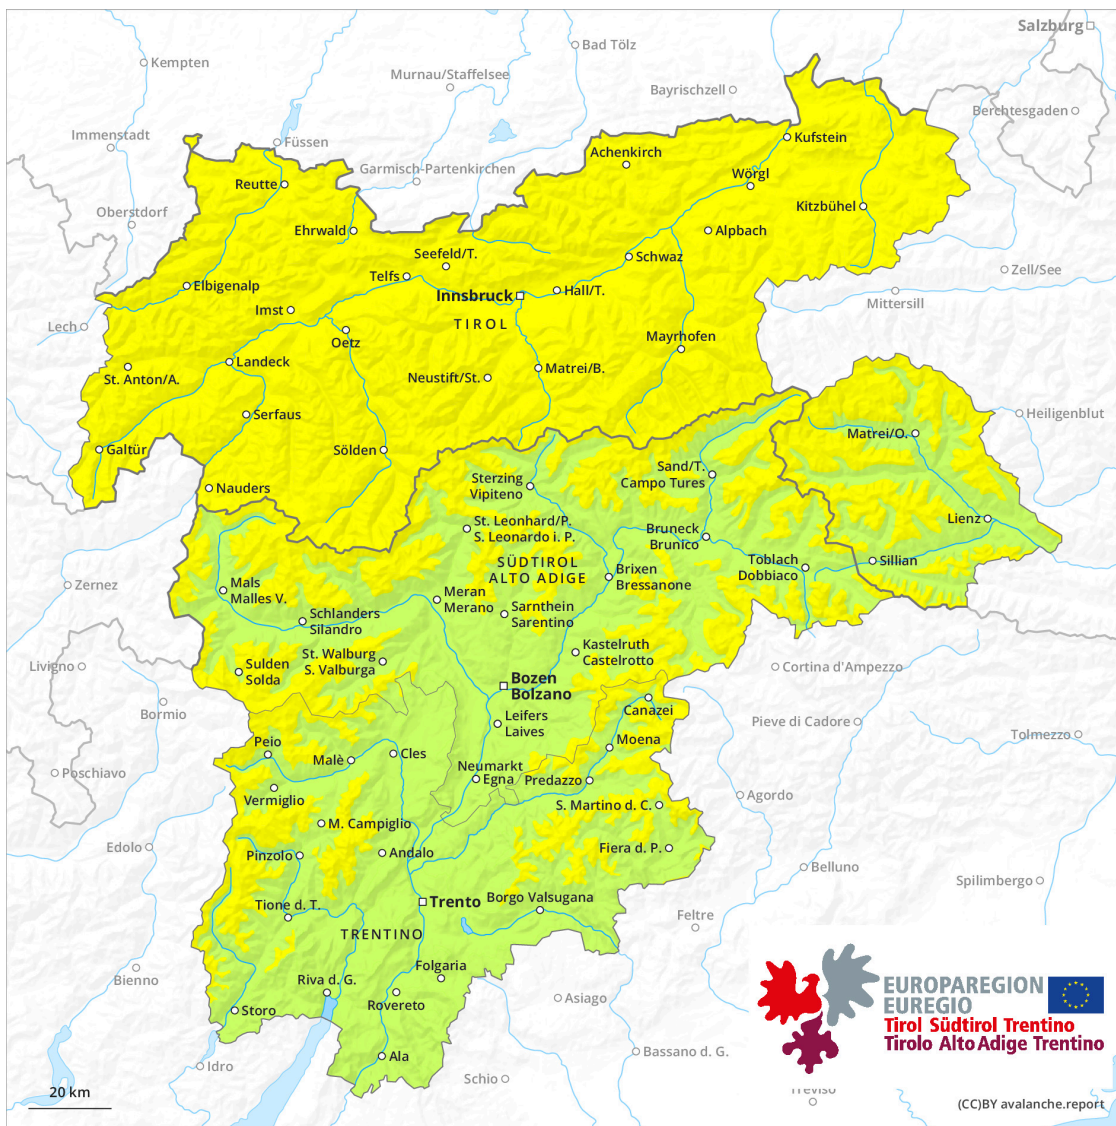 Salzburg
Bad Tölz
Kempten
Murnau/Staffelsee
Bayrischzell
Berchtesgaden
Immenstadt
Füssen
Kufstein
Achenkirch
Garmisch-Partenkirchen
Wörgl
Reutte
Oberstdorf
Kitzbühel
Ehrwald
Alpbach
Seefeld/T.
Schwaz
Zell/See
Telfs
Elbigenalp
Hall/T.
Innsbruck
Mittersill
Imst
TIROL
Lech
Oetz
Mayrhofen
Landeck
Matrei/B.
St. Anton/A.
Neustift/St.
Serfaus
Heiligenblut
Matrei/O.
Galtür
Sölden
Sterzing
Vipiteno
Sand/T.
Campo Tures
Nauders
Lienz
St. Leonhard/P.
S. Leonardo i. P.
Bruneck
Brunico
SÜDTIROL
ALTO ADIGE
Toblach
Dobbiaco
Sillian
Brixen
Bressanone
Zernez
Mals
Malles V.
Meran
Merano
Sarnthein
Sarentino
Schlanders
Silandro
Kastelruth
Castelrotto
St. Walburg
S. Valburga
Livigno
Sulden
Solda
Cortina d'Ampezzo
Bozen
Bolzano
Bormio
Canazei
Leifers
Laives
Pieve di Cadore
Tolmezzo
Peio
Moena
Malè
Cles
Poschiavo
Neumarkt
Egna
Predazzo
Vermiglio
Agordo
S. Martino d. C.
M. Campiglio
Edolo
Pinzolo
Andalo
Fiera d. P.
Belluno
Spilimbergo
Trento
Borgo Valsugana
Tione d. T.
Feltre
TRENTINO
Folgaria
Bienno
Riva d. G.
Rovereto
Asiago
Storo
EUROPAREGION
EUREGIO
Tirol Südtirol Trentino
Tirolo Alto Adige Trentino
Ala
Bassano d. G.
Idro
Schio
20 km
Treviso
(CC)BY avalanche.report